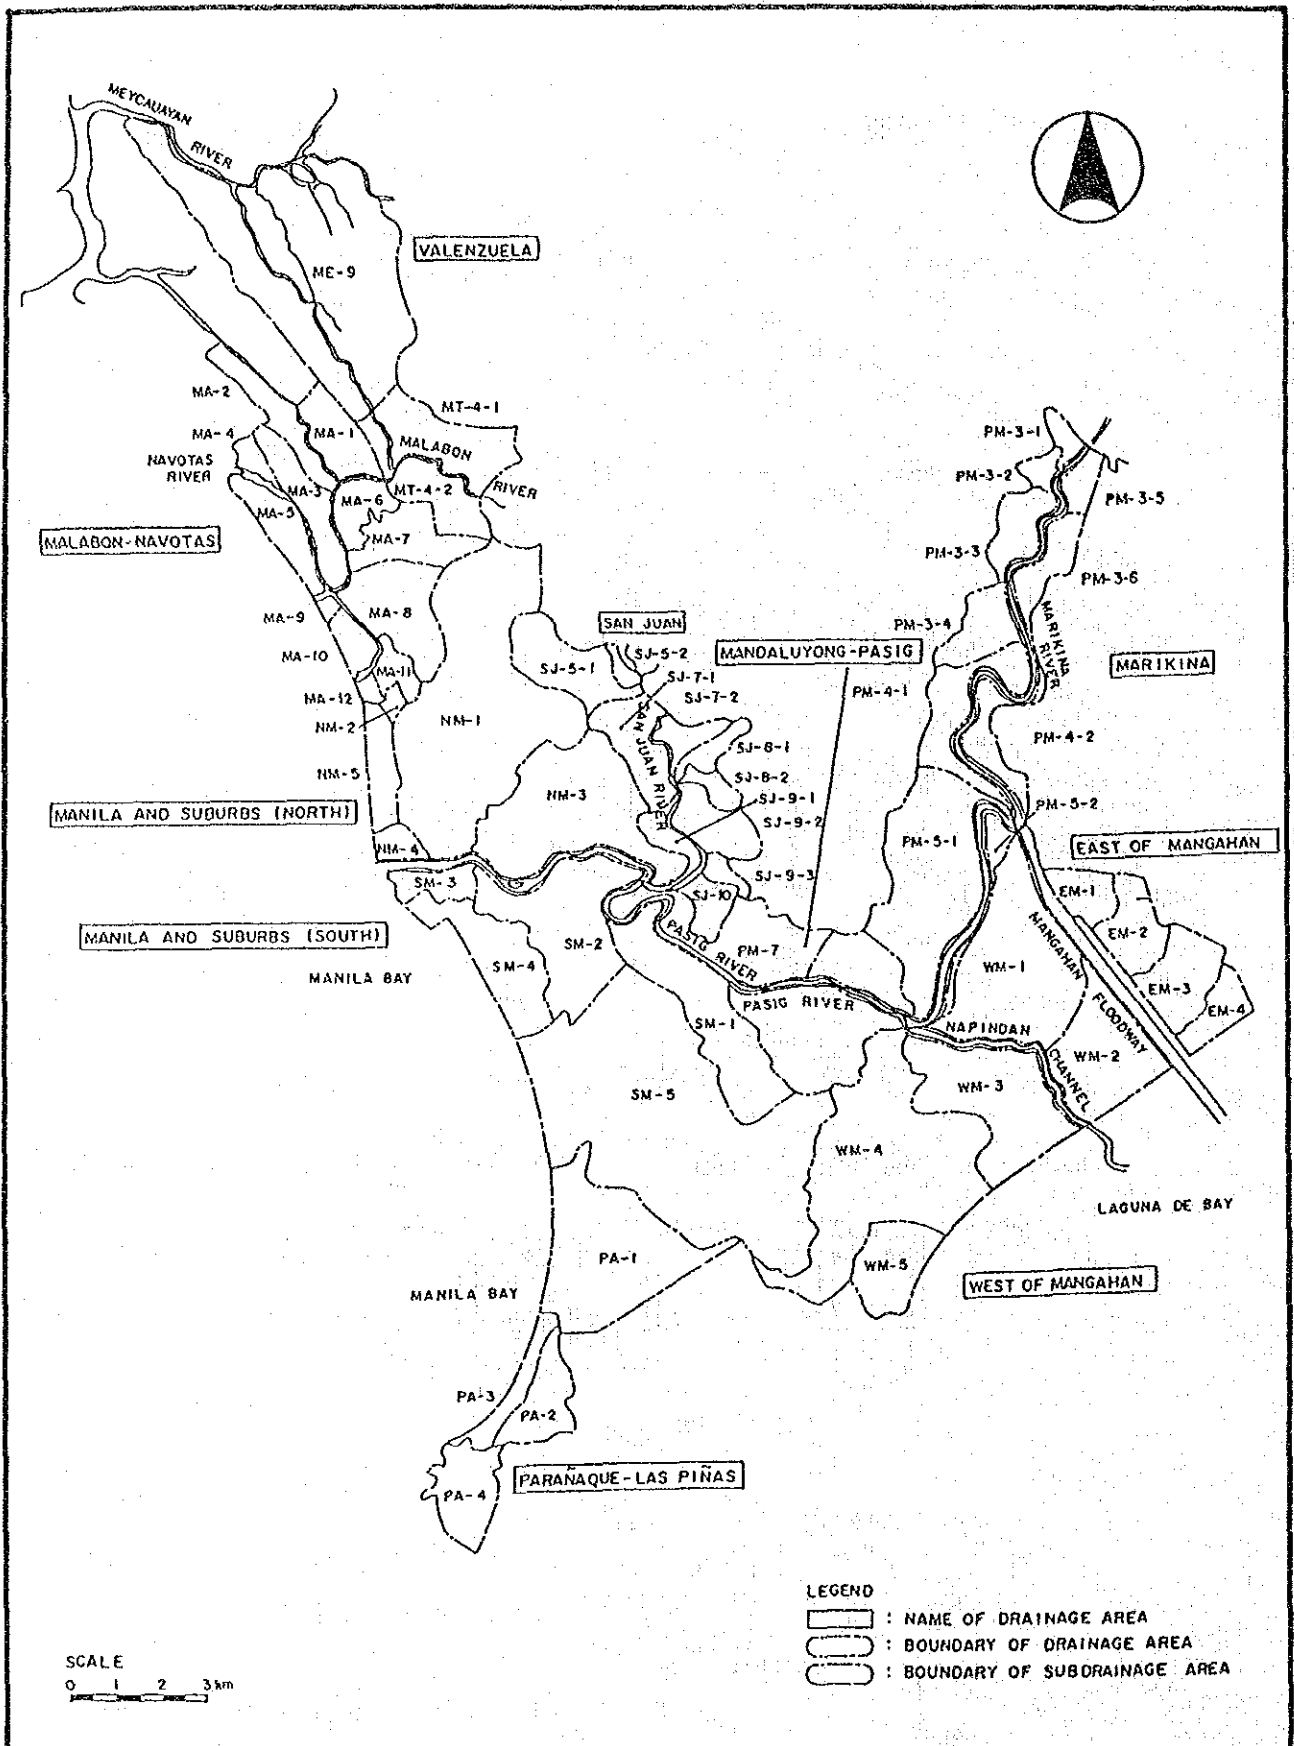 MEYCAUAYAN
RIVER
VALENZUELA
ME-9
MA-2
MT-4-1
MA-4
MA-1
MALABON
RIVER
NAVOTAS
RIVER
MA-3
MA-6
MT-4-2
MA-5
MA-7
MALABON-NAVOTAS
PM-3-1
PM-3-2
PM-3-5
PM-3-3
PM-3-6
MA-9
MA-8
PM-3-4
MARIKINA
RIVER
SAN JUAN
MA-10
MA-11
SJ-5-1
SJ-5-2
MANDALUYONG-PASIG
MARIKINA
SJ-7-1
MA-12
SJ-7-2
PM-4-1
NM-2
NM-1
SAN JUAN RIVER
SJ-8-1
PM-4-2
NM-5
SJ-8-2
NM-3
SJ-9-1
PM-5-2
MANILA AND SUBURBS (NORTH)
SJ-9-2
PM-5-1
EAST OF MANGAHAN
NM-4
SM-3
SJ-9-3
EM-1
SJ-10
MANILA AND SUBURBS (SOUTH)
SM-2
PASIG
RIVER
PM-7
MANGAHAN
FLOODWAY
EM-2
SM-4
WM-1
MANILA BAY
EM-3
PASIG RIVER
EM-4
SM-1
NAPINDAN
CHANNEL
WM-2
WM-3
SM-5
WM-4
LAGUNA DE BAY
PA-1
WM-5
WEST OF MANGAHAN
MANILA BAY
PA-3
PA-2
PARAÑAQUE-LAS PIÑAS
PA-4
LEGEND
: NAME OF DRAINAGE AREA
: BOUNDARY OF DRAINAGE AREA
: BOUNDARY OF SUBDRAINAGE AREA
SCALE
0 1 2 3 km